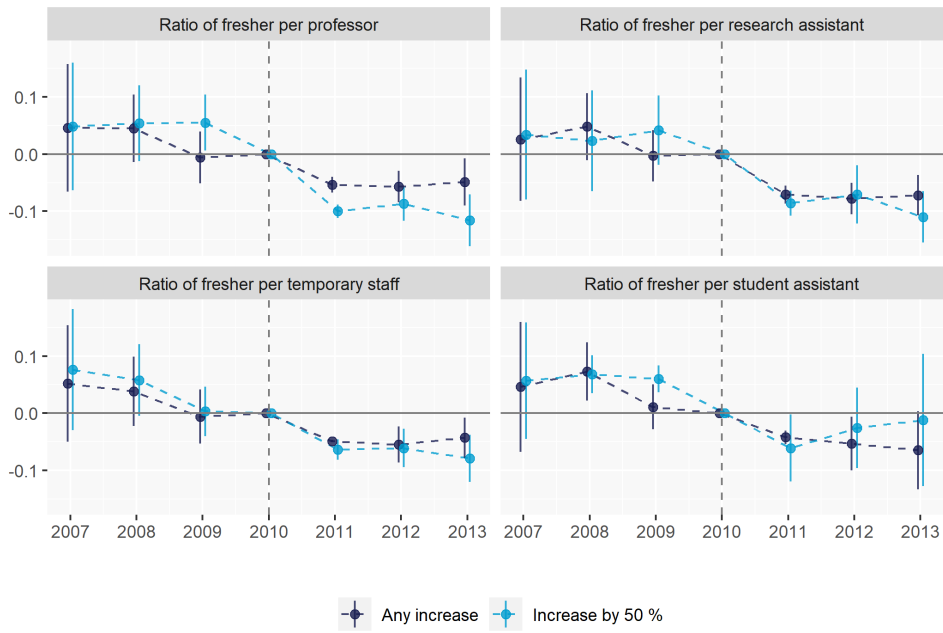 Ratio of fresher per professor
Ratio of fresher per research assistant
0.1
0.0
-0.1
Ratio of fresher per temporary staff
Ratio of fresher per student assistant
0.1
0.0
-0.1
2007 2008 2009 2010 2011 2012 2013
2007 2008 2009 2010 2011 2012 2013
Any increase Increase by 50 %